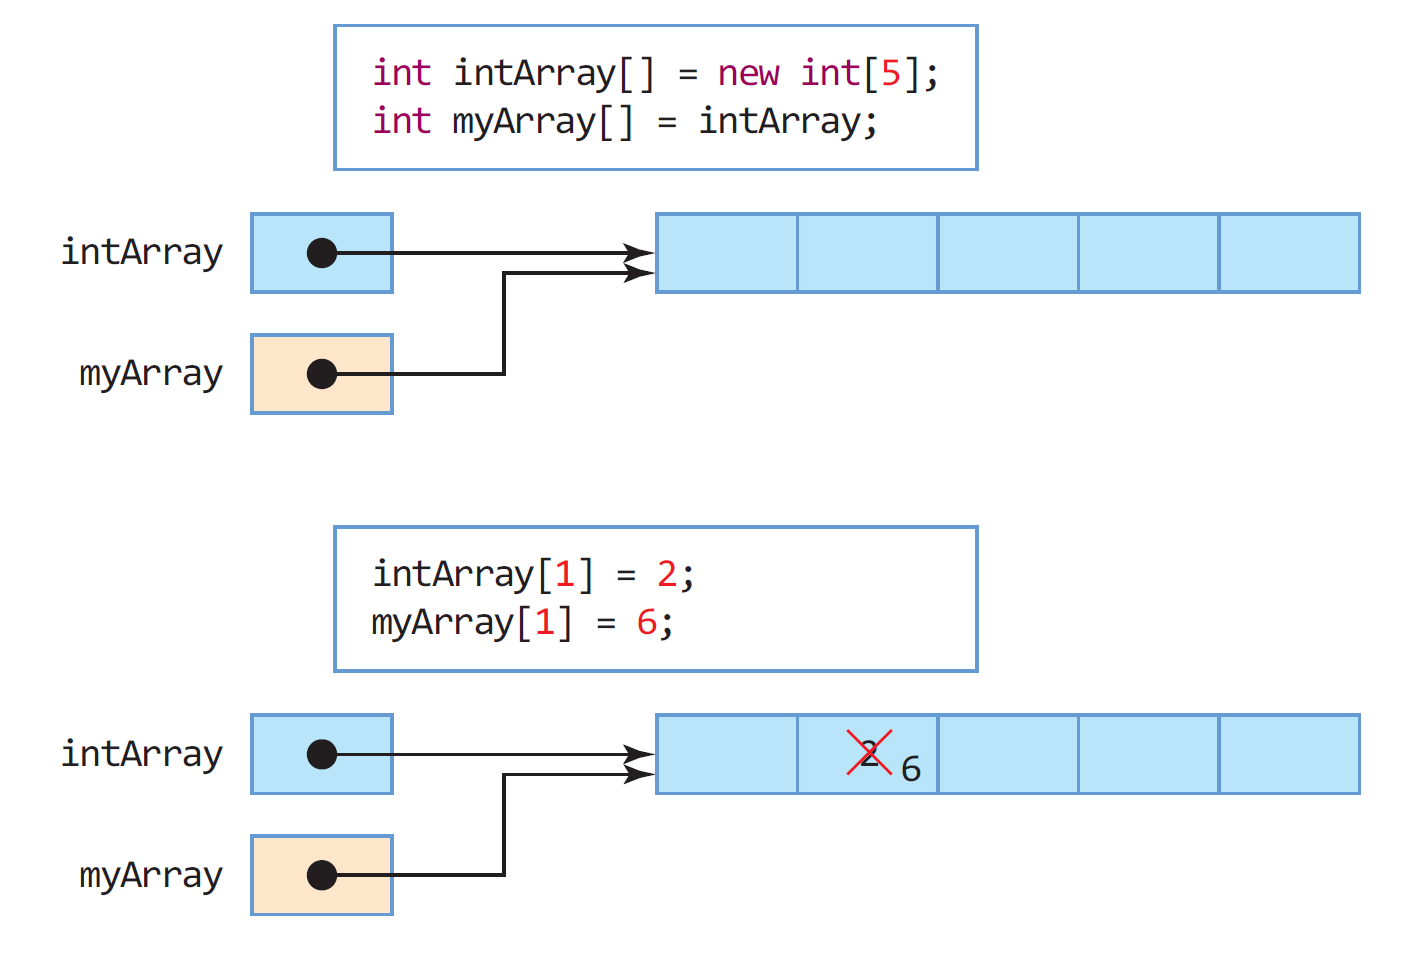 int intArray[] = new int[5];
int myArray[] = intArray;
intArray
myArray
intArray[1] = 2;
myArray[1] = 6;
intArray
2 6
myArray